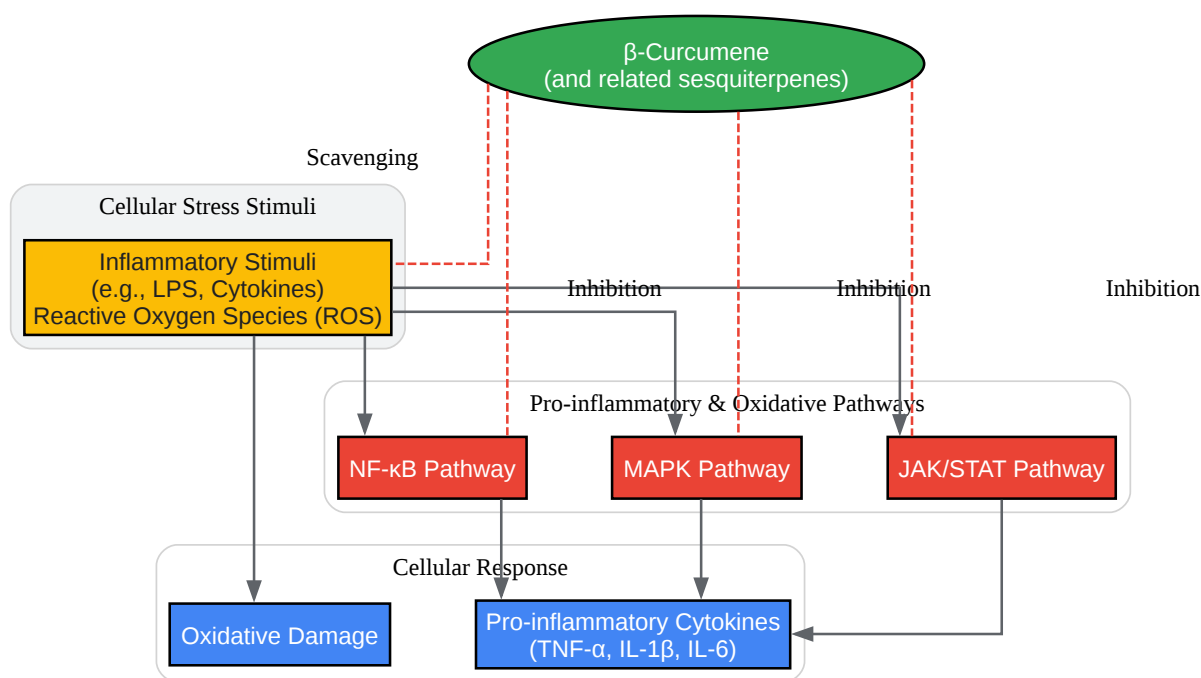 β-Curcumene
(and related sesquiterpenes)
Scavenging
Cellular Stress Stimuli
Inflammatory Stimuli
(e.g., LPS, Cytokines)
Reactive Oxygen Species (ROS)
Inhibition
Inhibition
Inhibition
Pro-inflammatory & Oxidative Pathways
NF-κB Pathway
MAPK Pathway
JAK/STAT Pathway
Cellular Response
Oxidative Damage
Pro-inflammatory Cytokines
(TNF-α, IL-1β, IL-6)